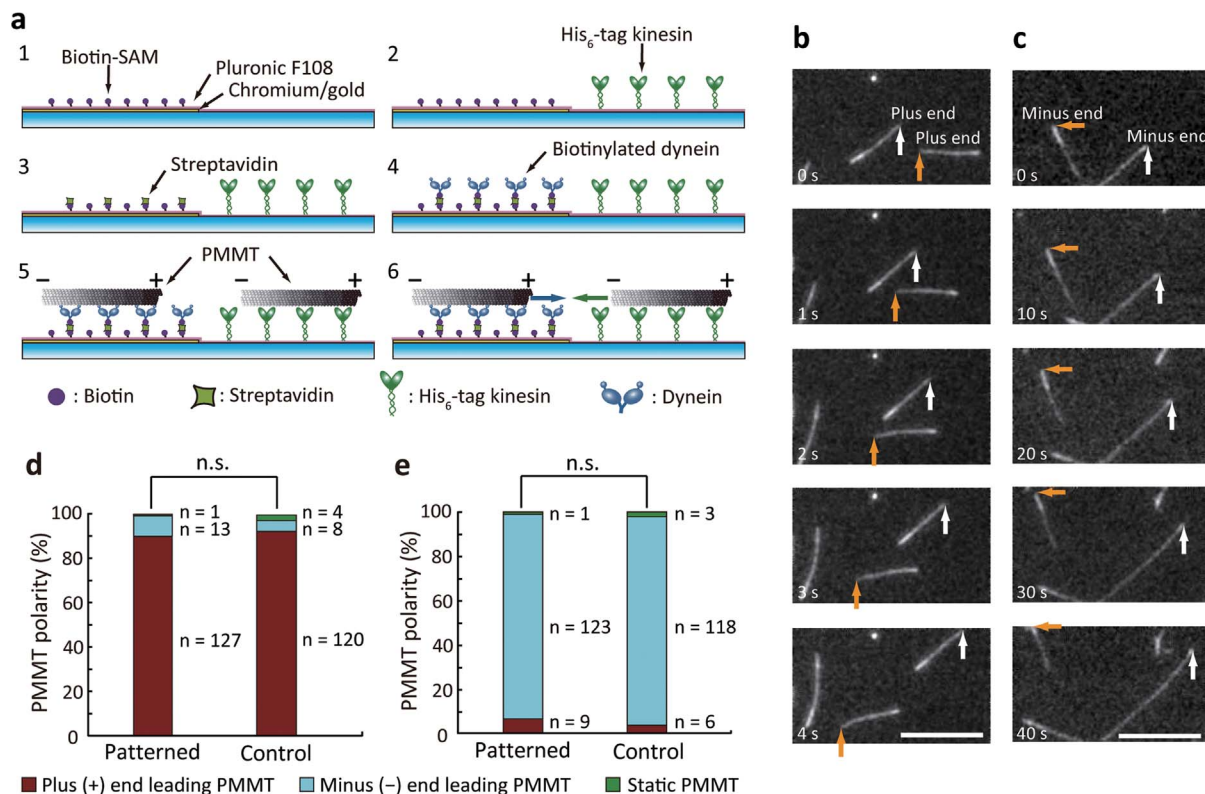 a
1
Biotin-SAM
Pluronic F108
Chromium/gold
2
His₆-tag kinesin
3
Streptavidin
4
Biotinylated dynein
5
PMMT
− + − +
6
− + − +
: Biotin : Streptavidin : His₆-tag kinesin : Dynein
b
Plus end
Plus end
0 s
1 s
2 s
3 s
4 s
c
Minus end
Minus end
0 s
10 s
20 s
30 s
40 s
d
n.s.
PMMT polarity (%)
100
80
60
40
20
0
n = 1
n = 13
n = 127
n = 4
n = 8
n = 120
Patterned Control
e
n.s.
PMMT polarity (%)
100
80
60
40
20
0
n = 1
n = 123
n = 9
n = 3
n = 118
n = 6
Patterned Control
Plus (+) end leading PMMT Minus (−) end leading PMMT Static PMMT